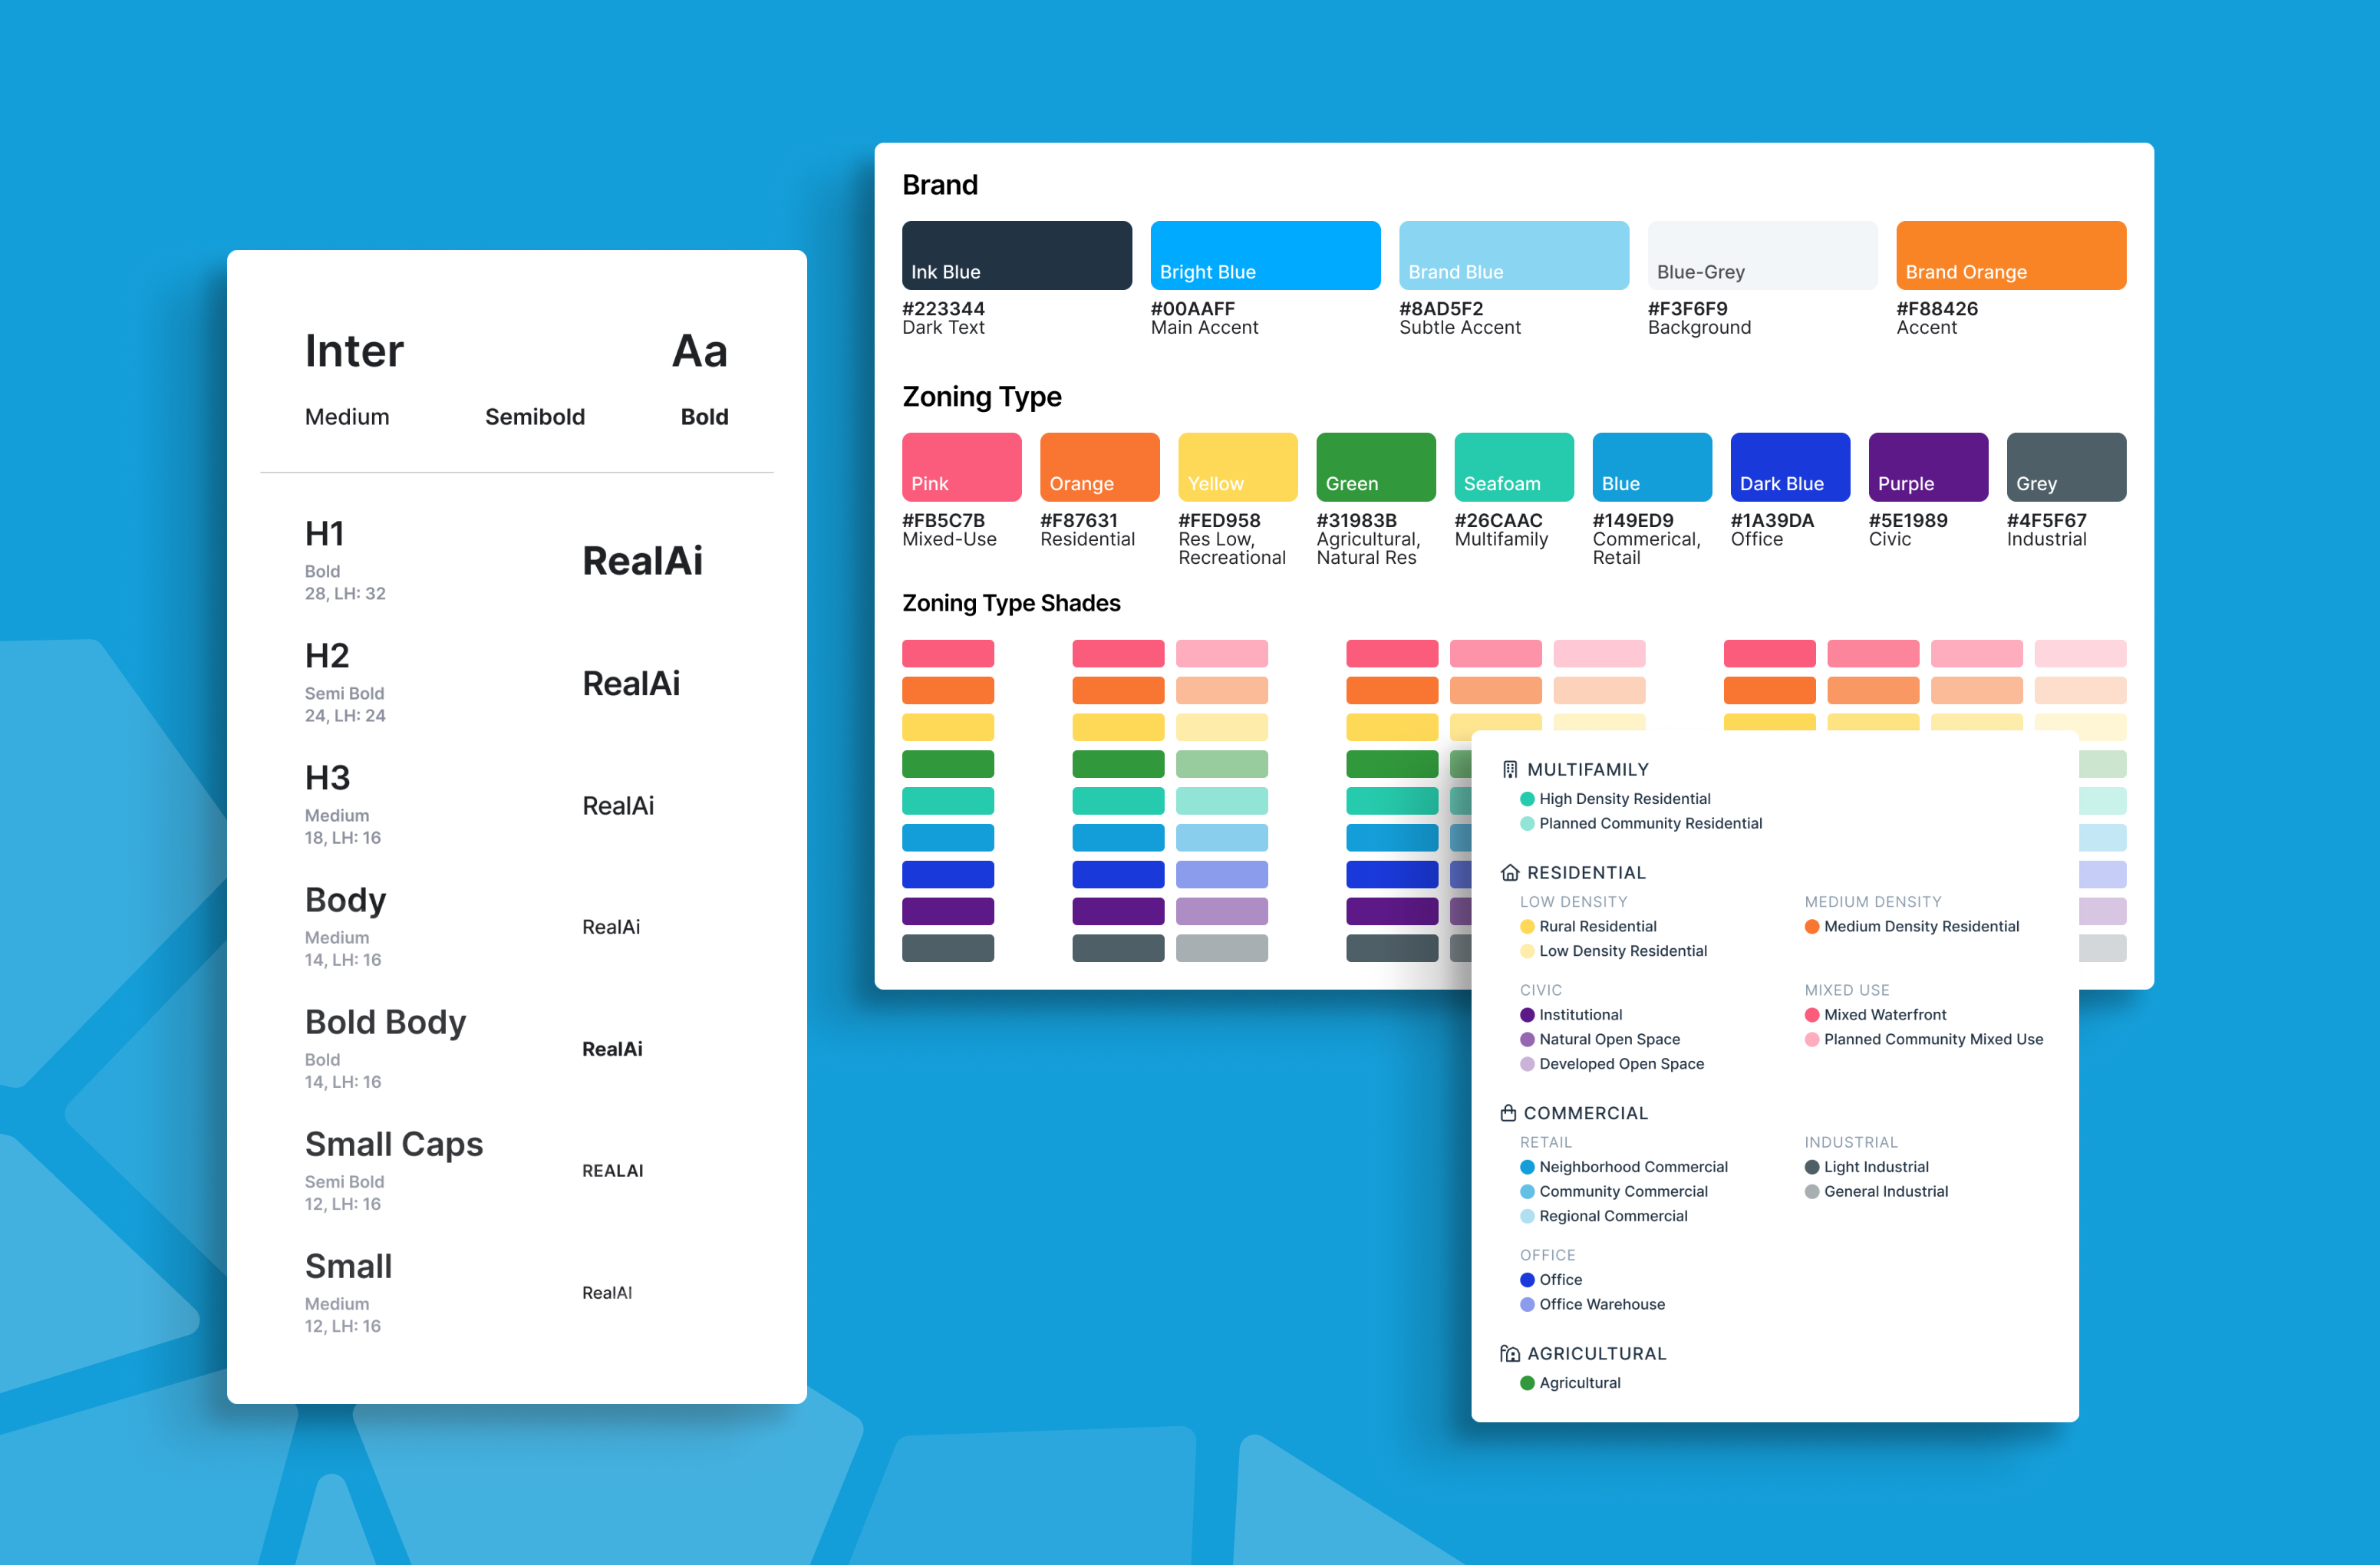 Inter
Aa
Medium
Semibold
Bold
H1
Bold
28, LH: 32
RealAi
H2
Semi Bold
24, LH: 24
RealAi
H3
Medium
18, LH: 16
RealAi
Body
Medium
14, LH: 16
RealAi
Bold Body
Bold
14, LH: 16
RealAi
Small Caps
Semi Bold
12, LH: 16
REALAI
Small
Medium
12, LH: 16
RealAI
Brand
Ink Blue
#223344
Dark Text
Bright Blue
#00AAFF
Main Accent
Brand Blue
#8AD5F2
Subtle Accent
Blue-Grey
#F3F6F9
Background
Brand Orange
#F88426
Accent
Zoning Type
Pink
#FB5C7B
Mixed-Use
Orange
#F87631
Residential
Yellow
#FED958
Res Low,
Recreational
Green
#31983B
Agricultural,
Natural Res
Seafoam
#26CAAC
Multifamily
Blue
#149ED9
Commerical,
Retail
Dark Blue
#1A39DA
Office
Purple
#5E1989
Civic
Grey
#4F5F67
Industrial
Zoning Type Shades
MULTIFAMILY
High Density Residential
Planned Community Residential
RESIDENTIAL
LOW DENSITY
Rural Residential
Low Density Residential
MEDIUM DENSITY
Medium Density Residential
CIVIC
Institutional
Natural Open Space
Developed Open Space
MIXED USE
Mixed Waterfront
Planned Community Mixed Use
COMMERCIAL
RETAIL
Neighborhood Commercial
Community Commercial
Regional Commercial
INDUSTRIAL
Light Industrial
General Industrial
OFFICE
Office
Office Warehouse
AGRICULTURAL
Agricultural